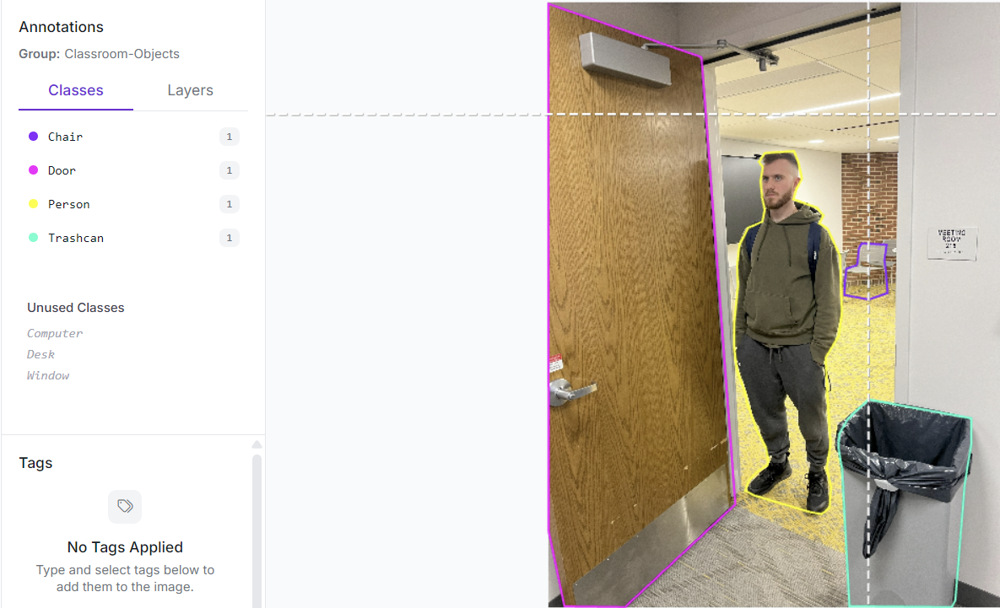 Annotations
Group: Classroom-Objects
Classes
Layers
Chair 1
Door 1
Person 1
Trashcan 1
Unused Classes
Computer
Desk
Window
Tags
No Tags Applied
Type and select tags below to
add them to the image.
MEETING
ROOM